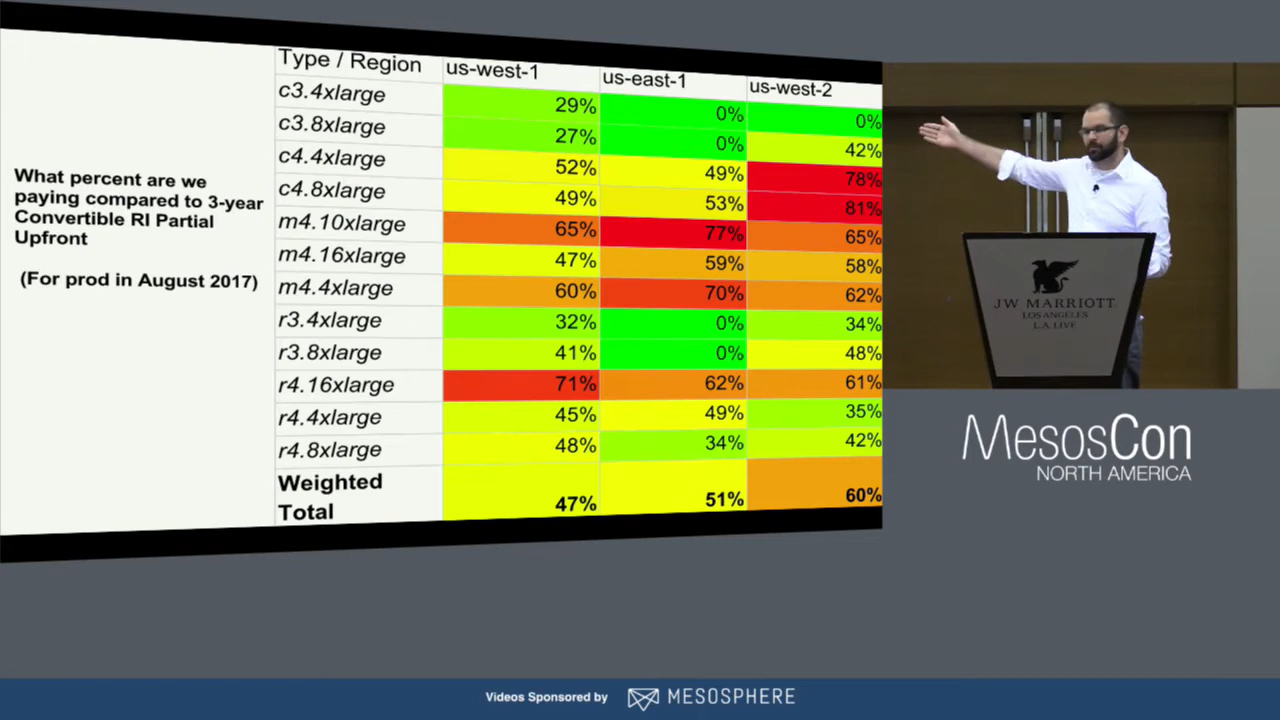 Type / Region us-west-1 us-east-1 us-west-2
c3.4xlarge 29% 0% 0%
c3.8xlarge 27% 0% 42%
c4.4xlarge 52% 49% 78%
c4.8xlarge 49% 53% 81%
m4.10xlarge 65% 77% 65%
m4.16xlarge 47% 59% 58%
m4.4xlarge 60% 70% 62%
r3.4xlarge 32% 0% 34%
r3.8xlarge 41% 0% 48%
r4.16xlarge 71% 62% 61%
r4.4xlarge 45% 49% 35%
r4.8xlarge 48% 34% 42%
Weighted
Total 47% 51% 60%
What percent are we
paying compared to 3-year
Convertible RI Partial
Upfront
(For prod in August 2017)
JW MARRIOTT
LOS ANGELES
L.A. LIVE
MesosCon
NORTH AMERICA
Videos Sponsored by MESOSPHERE